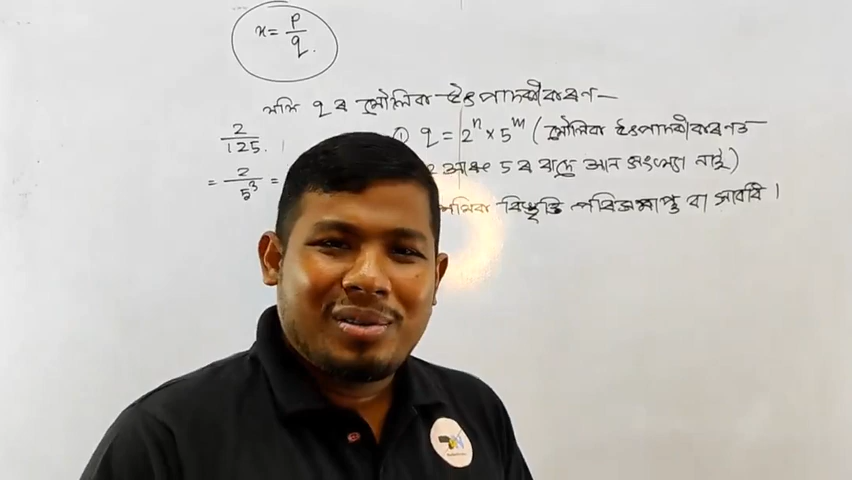 x = p/q
যদি q ৰ মৌলিক উৎপাদকীকৰণ—
2/125.
① q = 2ⁿ × 5ᵐ (মৌলিক উৎপাদকীকৰণত
= 2/5³ =
2 আৰু 5 ৰ বাদে আন সংখ্যা নাই)
দশমিক বিস্তৃতি পৰিসমাপ্ত বা সাবধি।